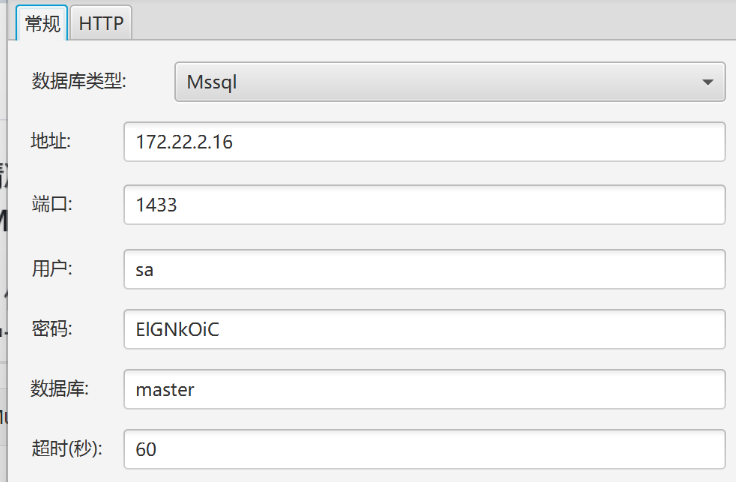 常规 HTTP
数据库类型: Mssql
地址: 172.22.2.16
端口: 1433
用户: sa
密码: ElGNkOiC
数据库: master
超时(秒): 60